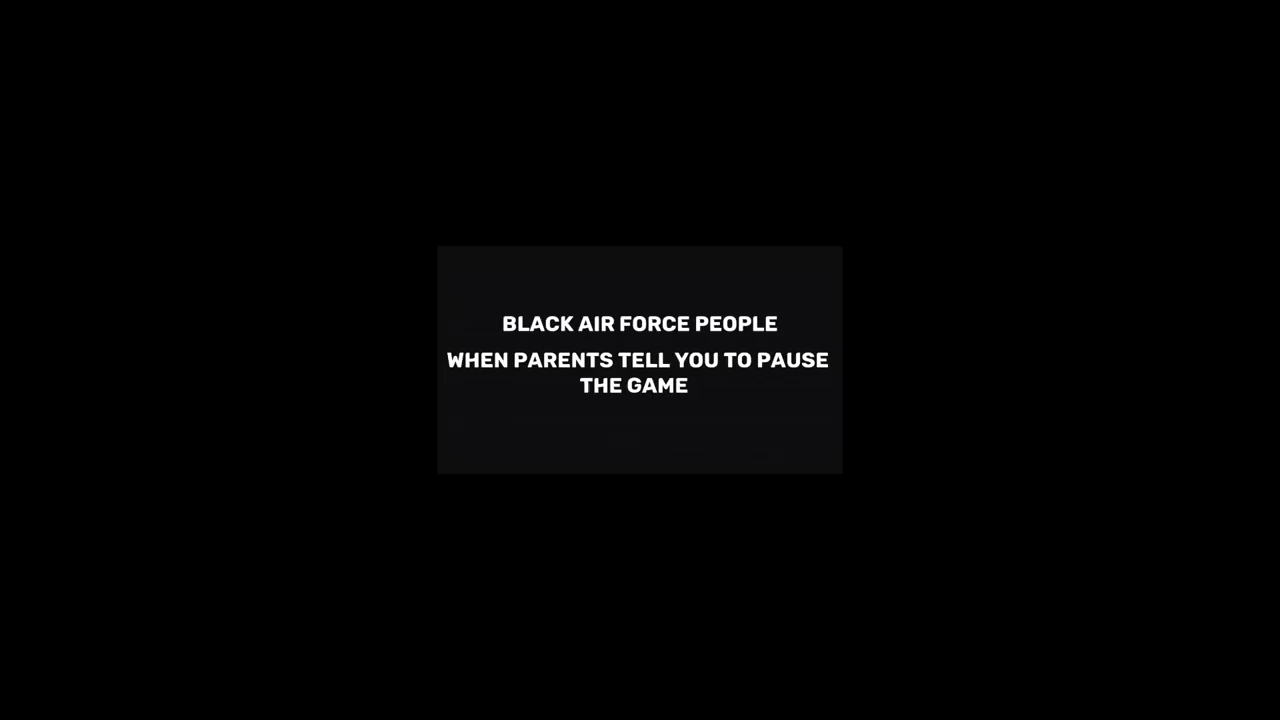 BLACK AIR FORCE PEOPLE
WHEN PARENTS TELL YOU TO PAUSE
THE GAME